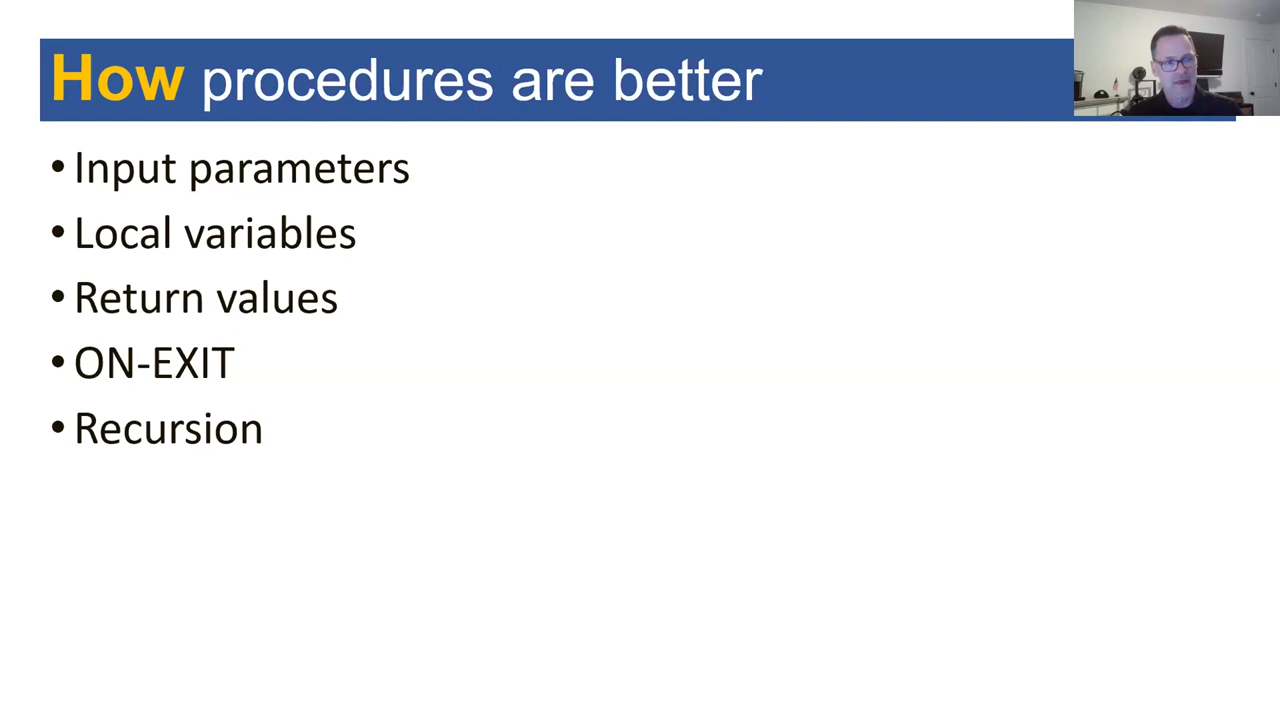 How procedures are better
• Input parameters
• Local variables
• Return values
• ON-EXIT
• Recursion